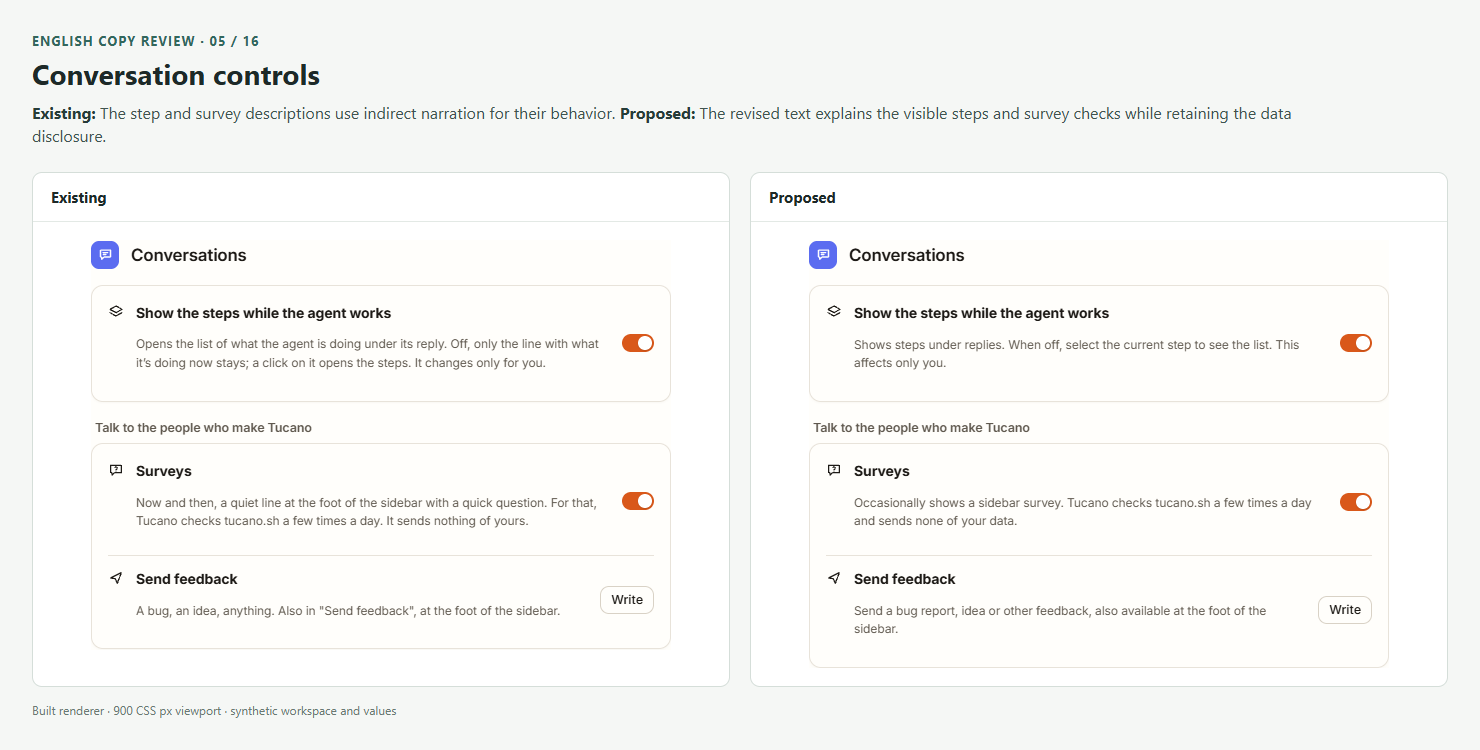 ENGLISH COPY REVIEW · 05 / 16
Conversation controls
Existing: The step and survey descriptions use indirect narration for their behavior. Proposed: The revised text explains the visible steps and survey checks while retaining the data
disclosure.
Existing
Conversations
Show the steps while the agent works
Opens the list of what the agent is doing under its reply. Off, only the line with what
it’s doing now stays; a click on it opens the steps. It changes only for you.
Talk to the people who make Tucano
Surveys
Now and then, a quiet line at the foot of the sidebar with a quick question. For that,
Tucano checks tucano.sh a few times a day. It sends nothing of yours.
Send feedback
A bug, an idea, anything. Also in "Send feedback", at the foot of the sidebar.
Write
Proposed
Conversations
Show the steps while the agent works
Shows steps under replies. When off, select the current step to see the list. This
affects only you.
Talk to the people who make Tucano
Surveys
Occasionally shows a sidebar survey. Tucano checks tucano.sh a few times a day
and sends none of your data.
Send feedback
Send a bug report, idea or other feedback, also available at the foot of the
sidebar.
Write
Built renderer · 900 CSS px viewport · synthetic workspace and values